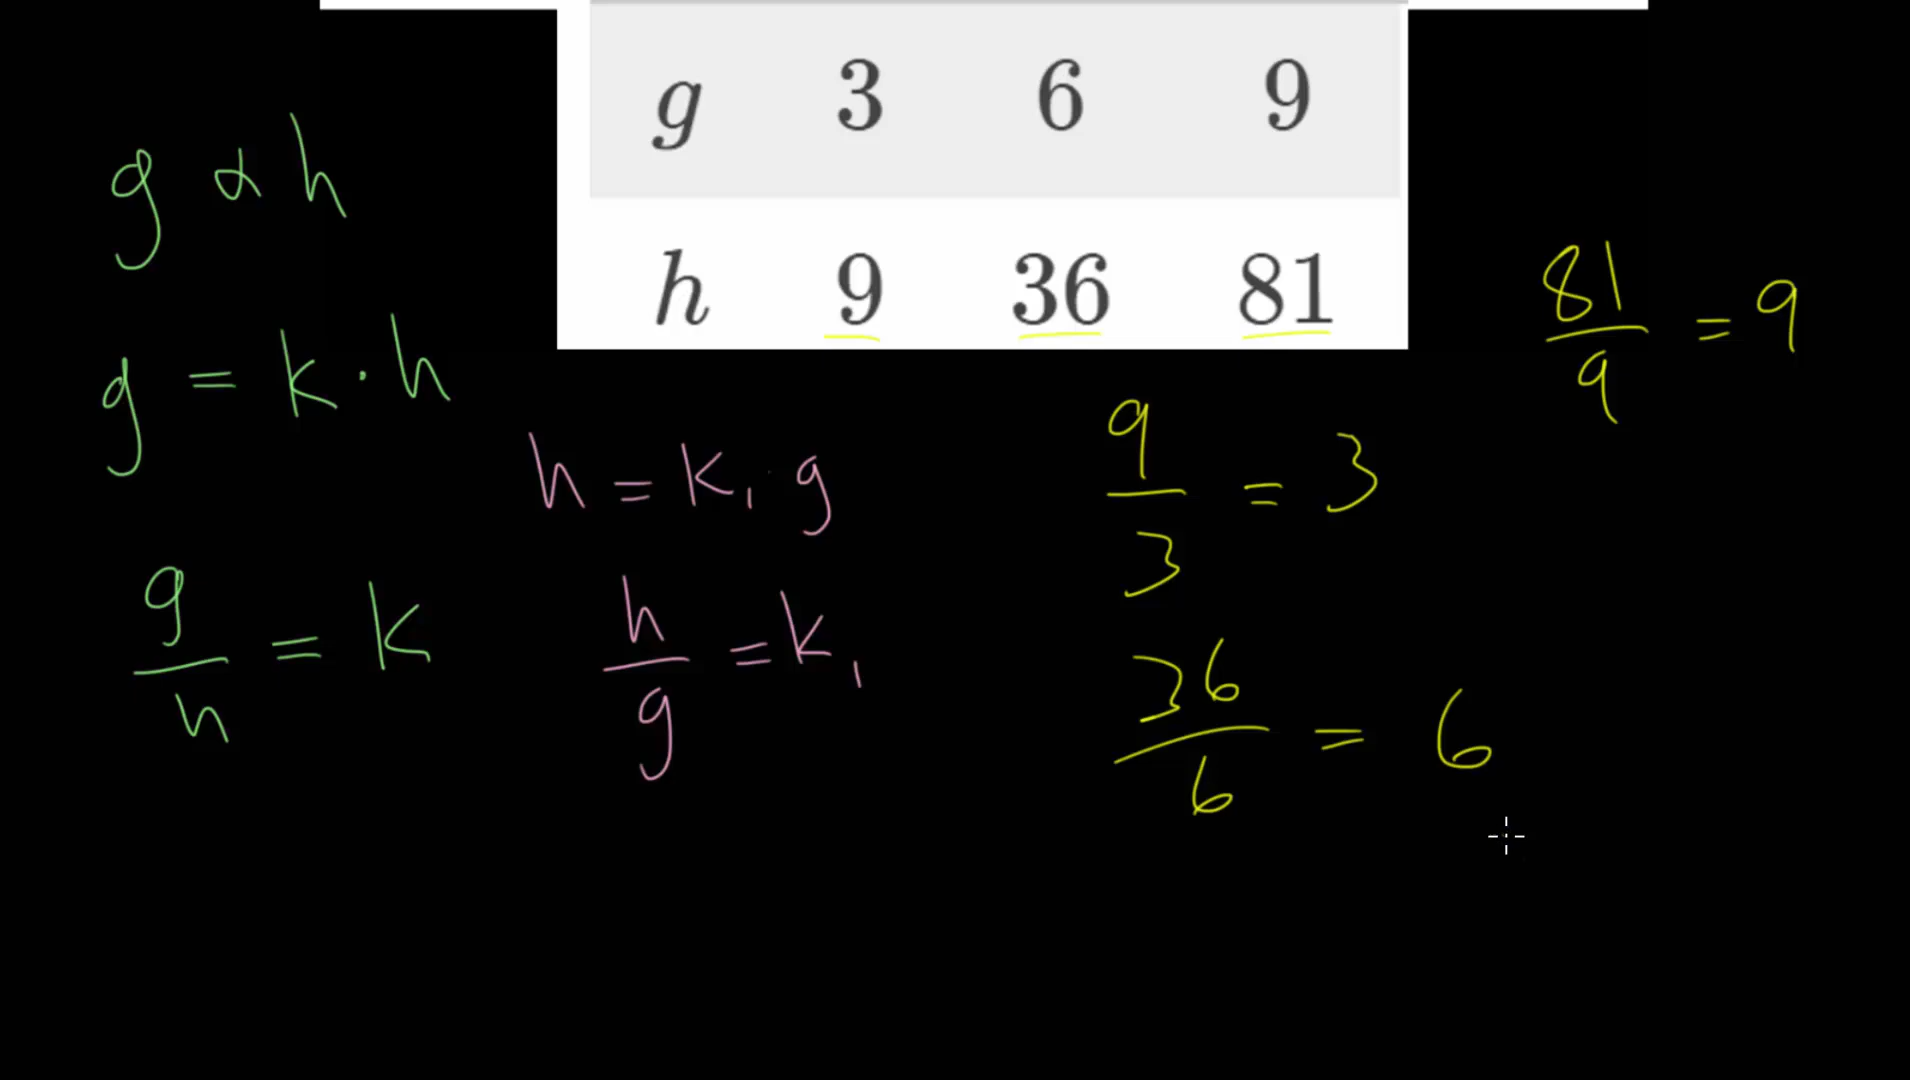 g 3 6 9
h 9 36 81
g ∝ h
g = k · h
g/h = k
h = k₁ · g
h/g = k₁
9/3 = 3
36/6 = 6
81/9 = 9